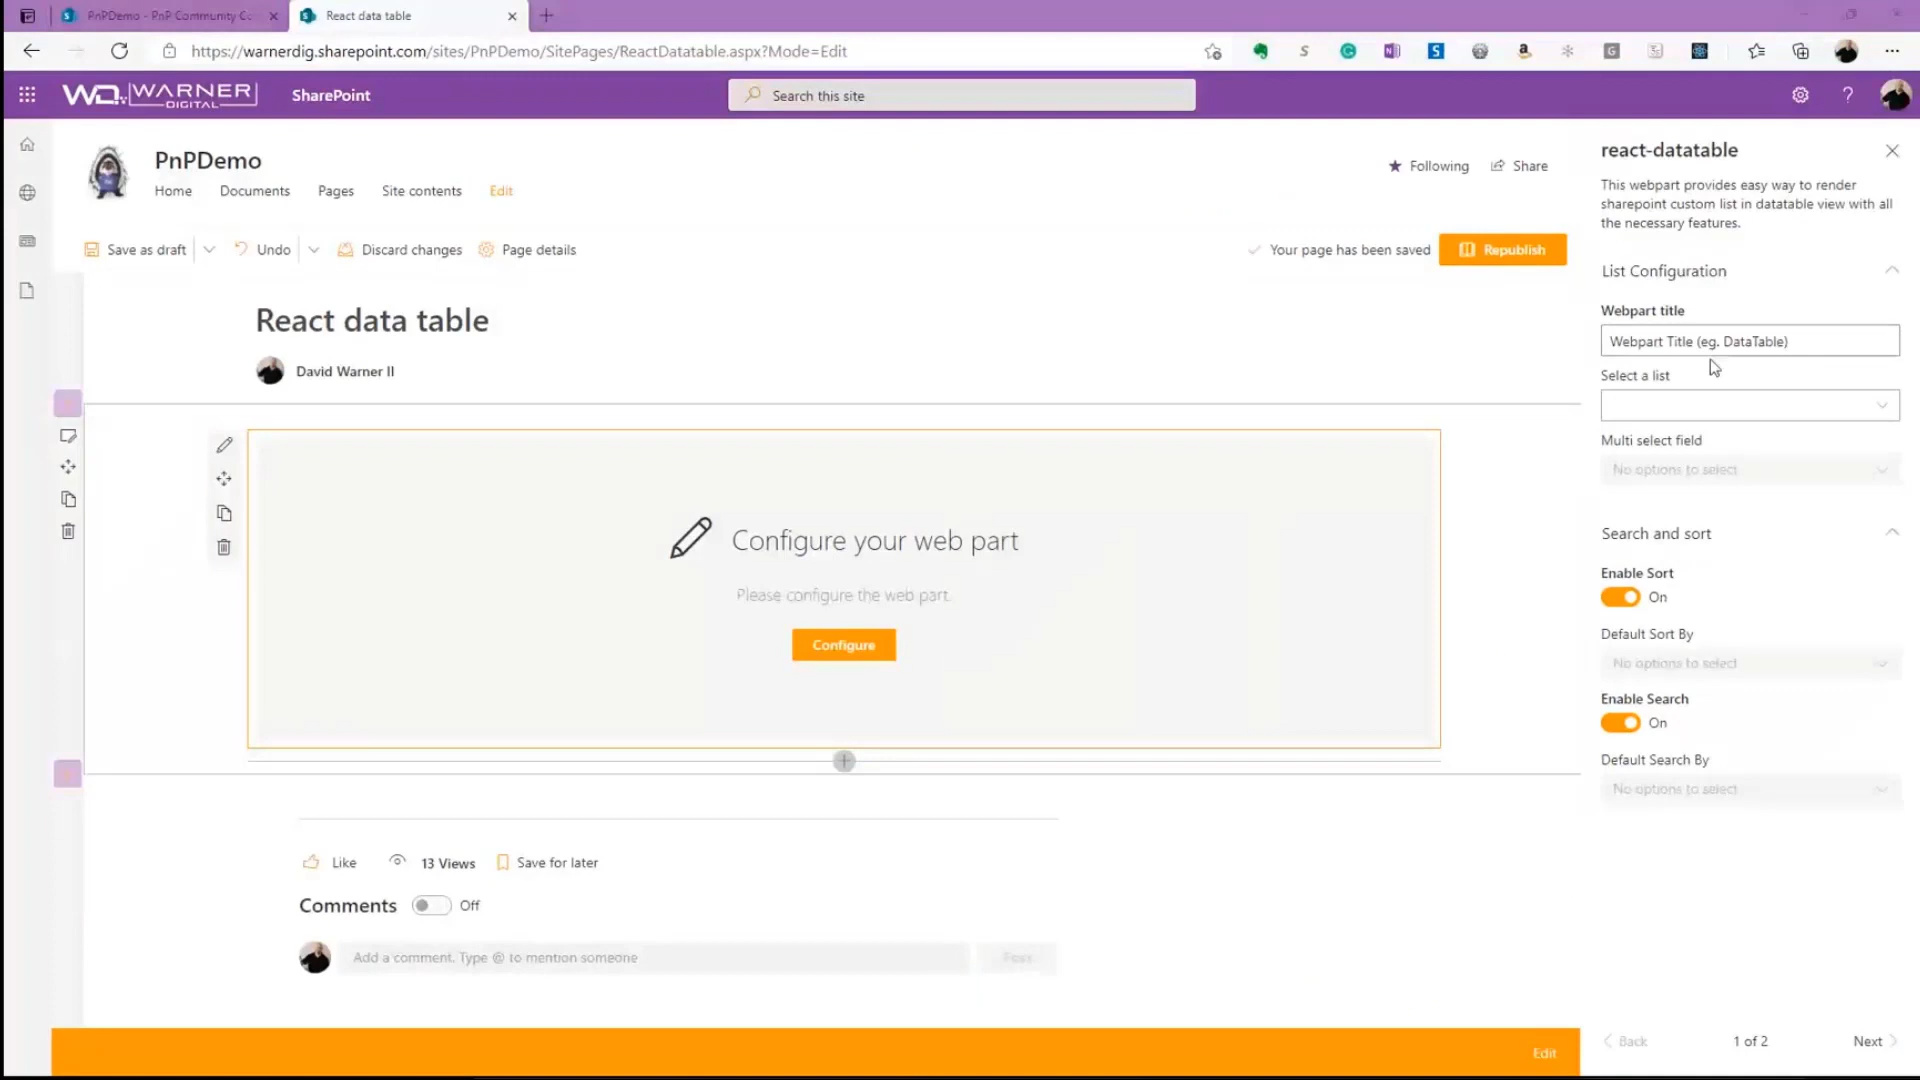 PnPDemo - PnP Community Co
React data table
https://warnerdig.sharepoint.com/sites/PnPDemo/SitePages/ReactDatatable.aspx?Mode=Edit
WD. WARNER DIGITAL
SharePoint
Search this site
PnPDemo
Home Documents Pages Site contents Edit
Following Share
Save as draft Undo Discard changes Page details
Your page has been saved Republish
React data table
David Warner II
Configure your web part
Please configure the web part.
Configure
Like 13 Views Save for later
Comments Off
Add a comment. Type @ to mention someone
Post
Edit
react-datatable
This webpart provides easy way to render
sharepoint custom list in datatable view with all
the necessary features.
List Configuration
Webpart title
Webpart Title (eg. DataTable)
Select a list
Multi select field
No options to select
Search and sort
Enable Sort
On
Default Sort By
No options to select
Enable Search
On
Default Search By
No options to select
Back 1 of 2 Next